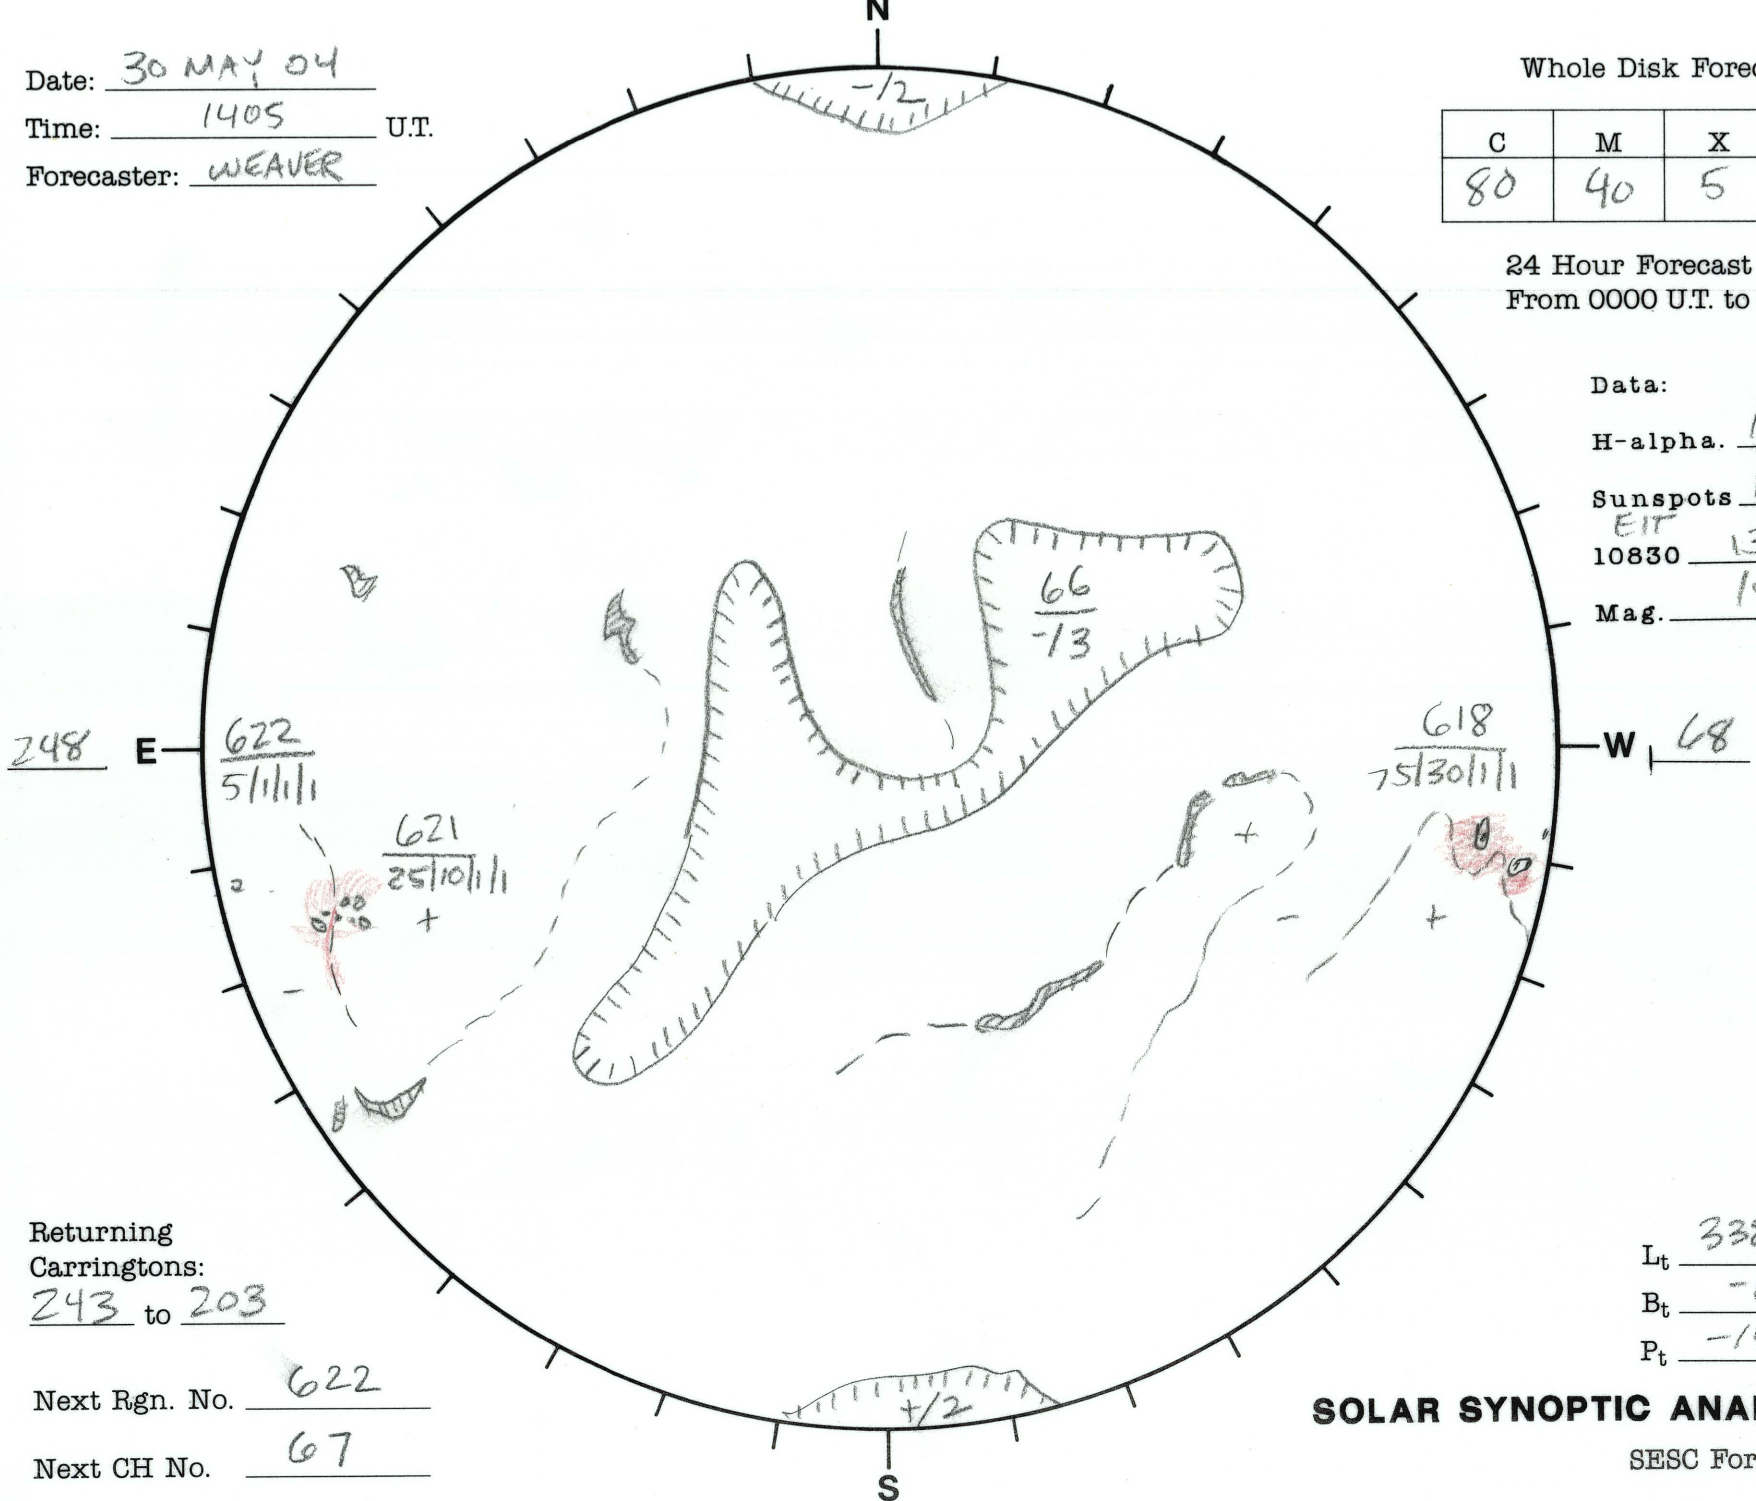 N
Date: 30 MAY 04
Time: 1405 U.T.
Forecaster: WEAVER
-/2
Whole Disk Forec
C M X
80 40 5
24 Hour Forecast
From 0000 U.T. to
Data:
H-alpha.
Sunspots
EIT
10830
Mag.
66
-/3
248 E
622
5/1/1/1
621
25/10/1/1
+
-
618
75/30/1/1
W 68
+
-
+
Returning
Carringtons:
243 to 203
Next Rgn. No. 622
Next CH No. 67
+/2
S
Lt 338
Bt
Pt
SOLAR SYNOPTIC ANA
SESC For